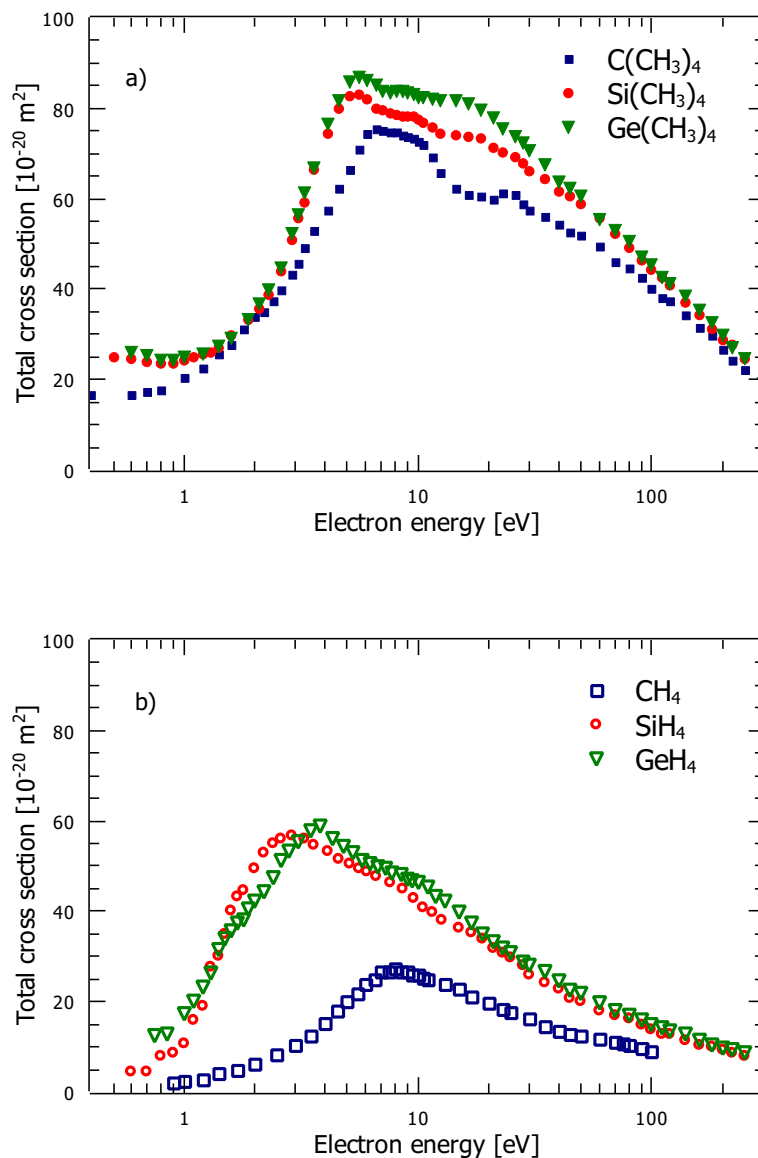 100
a)
C(CH₃)₄
Si(CH₃)₄
Ge(CH₃)₄
80
60
40
20
0
Total cross section [10⁻²⁰ m²]
1 10 100
Electron energy [eV]
100
b)
CH₄
SiH₄
GeH₄
80
60
40
20
0
Total cross section [10⁻²⁰ m²]
1 10 100
Electron energy [eV]